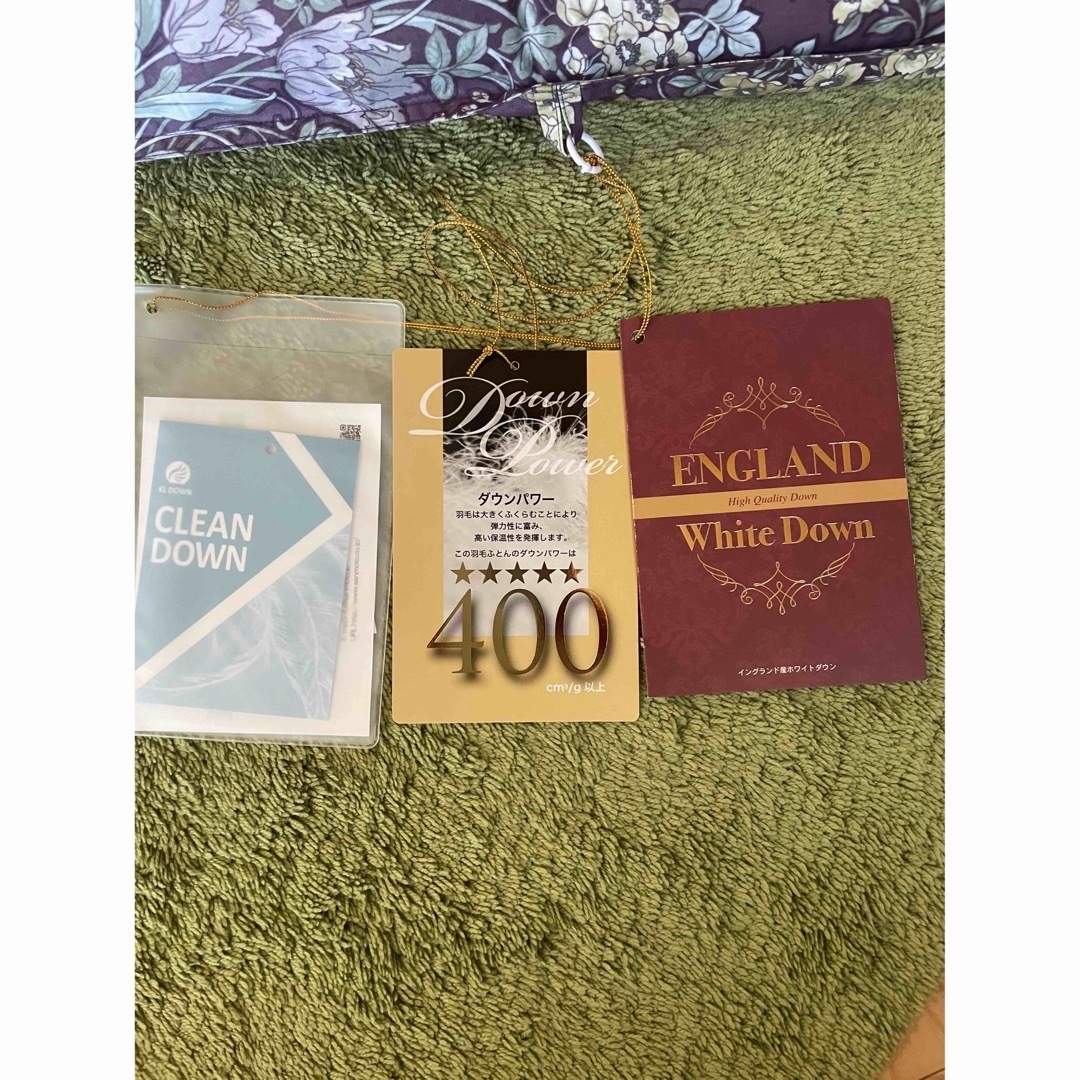 KL DOWN
CLEAN
DOWN
Down
Power
ダウンパワー
羽毛は大きくふくらむことにより
弾力性に富み、
高い保温性を発揮します。
この羽毛ふとんのダウンパワーは
★★★★★
400
cm³/g 以上
ENGLAND
High Quality Down
White Down
イングランド産ホワイトダウン